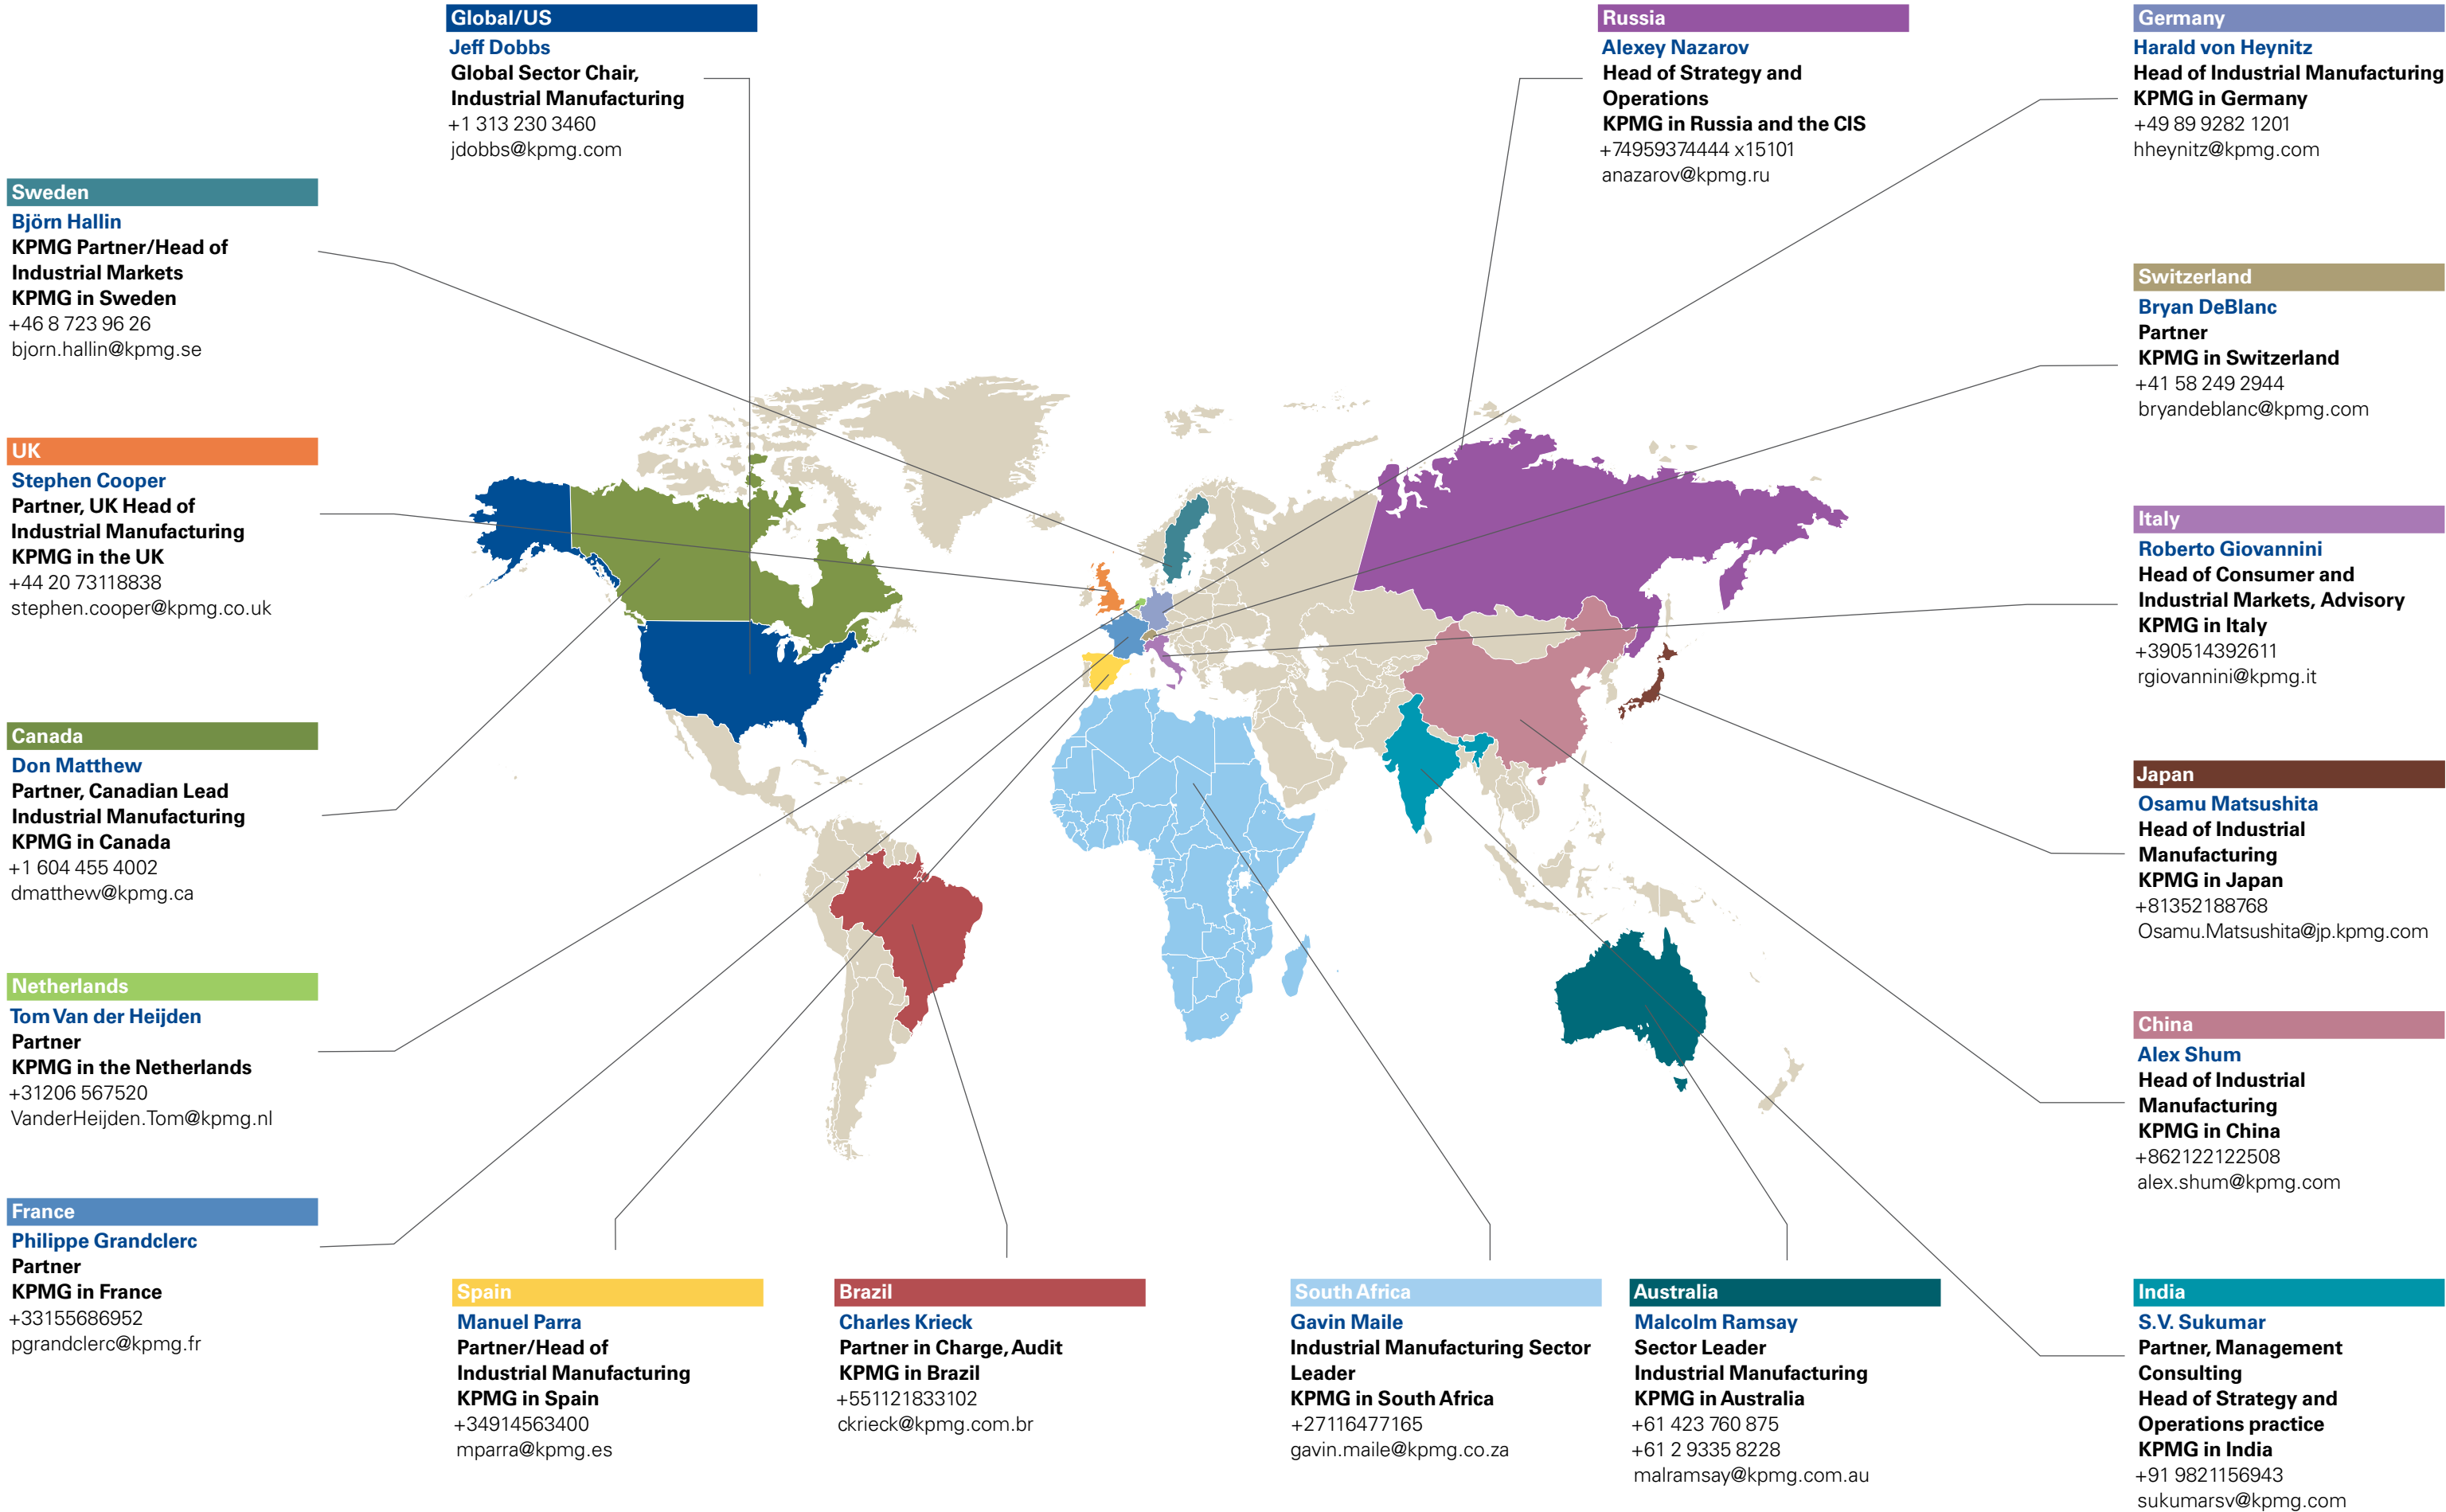 Global/US
Jeff Dobbs
Global Sector Chair,
Industrial Manufacturing
+1 313 230 3460
jdobbs@kpmg.com
Russia
Alexey Nazarov
Head of Strategy and
Operations
KPMG in Russia and the CIS
+74959374444 x15101
anazarov@kpmg.ru
Germany
Harald von Heynitz
Head of Industrial Manufacturing
KPMG in Germany
+49 89 9282 1201
hheynitz@kpmg.com
Sweden
Björn Hallin
KPMG Partner/Head of
Industrial Markets
KPMG in Sweden
+46 8 723 96 26
bjorn.hallin@kpmg.se
Switzerland
Bryan DeBlanc
Partner
KPMG in Switzerland
+41 58 249 2944
bryandeblanc@kpmg.com
UK
Stephen Cooper
Partner, UK Head of
Industrial Manufacturing
KPMG in the UK
+44 20 73118838
stephen.cooper@kpmg.co.uk
Italy
Roberto Giovannini
Head of Consumer and
Industrial Markets, Advisory
KPMG in Italy
+390514392611
rgiovannini@kpmg.it
Canada
Don Matthew
Partner, Canadian Lead
Industrial Manufacturing
KPMG in Canada
+1 604 455 4002
dmatthew@kpmg.ca
Japan
Osamu Matsushita
Head of Industrial
Manufacturing
KPMG in Japan
+81352188768
Osamu.Matsushita@jp.kpmg.com
Netherlands
Tom Van der Heijden
Partner
KPMG in the Netherlands
+31206 567520
VanderHeijden.Tom@kpmg.nl
China
Alex Shum
Head of Industrial
Manufacturing
KPMG in China
+862122122508
alex.shum@kpmg.com
France
Philippe Grandclerc
Partner
KPMG in France
+33155686952
pgrandclerc@kpmg.fr
Spain
Manuel Parra
Partner/Head of
Industrial Manufacturing
KPMG in Spain
+34914563400
mparra@kpmg.es
Brazil
Charles Krieck
Partner in Charge, Audit
KPMG in Brazil
+551121833102
ckrieck@kpmg.com.br
South Africa
Gavin Maile
Industrial Manufacturing Sector
Leader
KPMG in South Africa
+27116477165
gavin.maile@kpmg.co.za
Australia
Malcolm Ramsay
Sector Leader
Industrial Manufacturing
KPMG in Australia
+61 423 760 875
+61 2 9335 8228
malramsay@kpmg.com.au
India
S.V. Sukumar
Partner, Management
Consulting
Head of Strategy and
Operations practice
KPMG in India
+91 9821156943
sukumarsv@kpmg.com